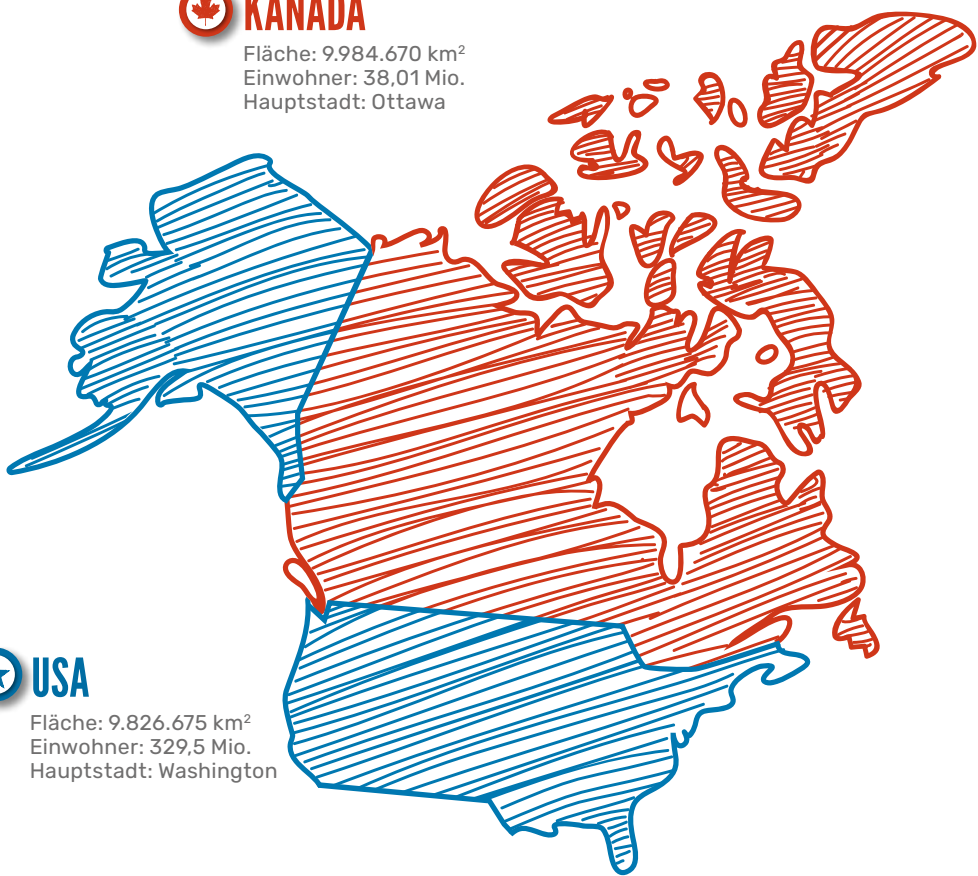 KANADA
Fläche: 9.984.670 km²
Einwohner: 38,01 Mio.
Hauptstadt: Ottawa
USA
Fläche: 9.826.675 km²
Einwohner: 329,5 Mio.
Hauptstadt: Washington